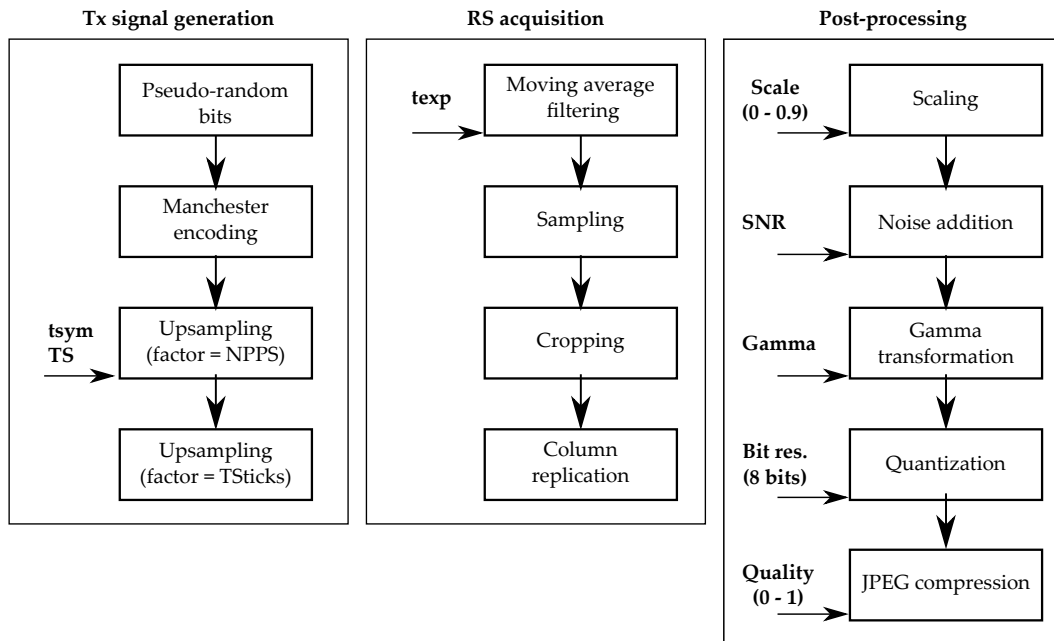 Tx signal generation
Pseudo-random
bits
Manchester
encoding
tsym
TS
Upsampling
(factor = NPPS)
Upsampling
(factor = TSticks)
RS acquisition
texp
Moving average
filtering
Sampling
Cropping
Column
replication
Post-processing
Scale
(0 - 0.9)
Scaling
SNR
Noise addition
Gamma
Gamma
transformation
Bit res.
(8 bits)
Quantization
Quality
(0 - 1)
JPEG compression